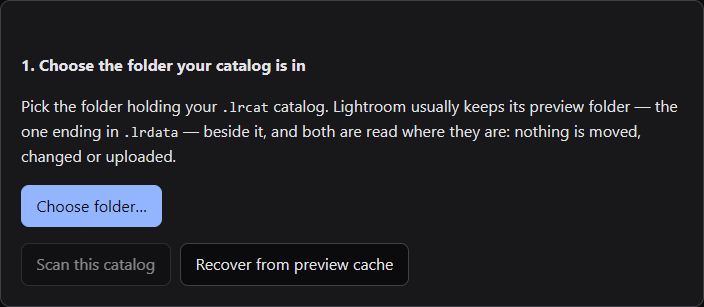 1. Choose the folder your catalog is in
Pick the folder holding your .lrcat catalog. Lightroom usually keeps its preview folder — the
one ending in .lrdata — beside it, and both are read where they are: nothing is moved,
changed or uploaded.
Choose folder...
Scan this catalog
Recover from preview cache